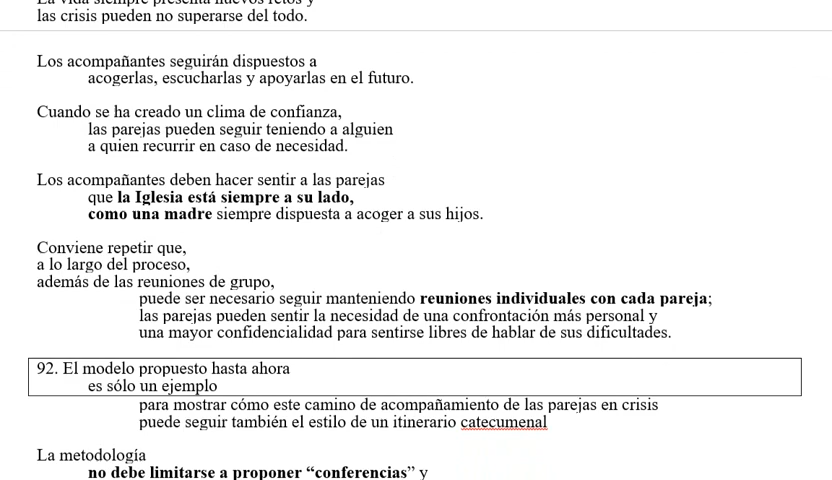 La vida siempre presenta nuevos retos y
las crisis pueden no superarse del todo.
Los acompañantes seguirán dispuestos a
acogerlas, escucharlas y apoyarlas en el futuro.
Cuando se ha creado un clima de confianza,
las parejas pueden seguir teniendo a alguien
a quien recurrir en caso de necesidad.
Los acompañantes deben hacer sentir a las parejas
que la Iglesia está siempre a su lado,
como una madre siempre dispuesta a acoger a sus hijos.
Conviene repetir que,
a lo largo del proceso,
además de las reuniones de grupo,
puede ser necesario seguir manteniendo reuniones individuales con cada pareja;
las parejas pueden sentir la necesidad de una confrontación más personal y
una mayor confidencialidad para sentirse libres de hablar de sus dificultades.
92. El modelo propuesto hasta ahora
es sólo un ejemplo
para mostrar cómo este camino de acompañamiento de las parejas en crisis
puede seguir también el estilo de un itinerario catecumenal
La metodología
no debe limitarse a proponer “conferencias” y